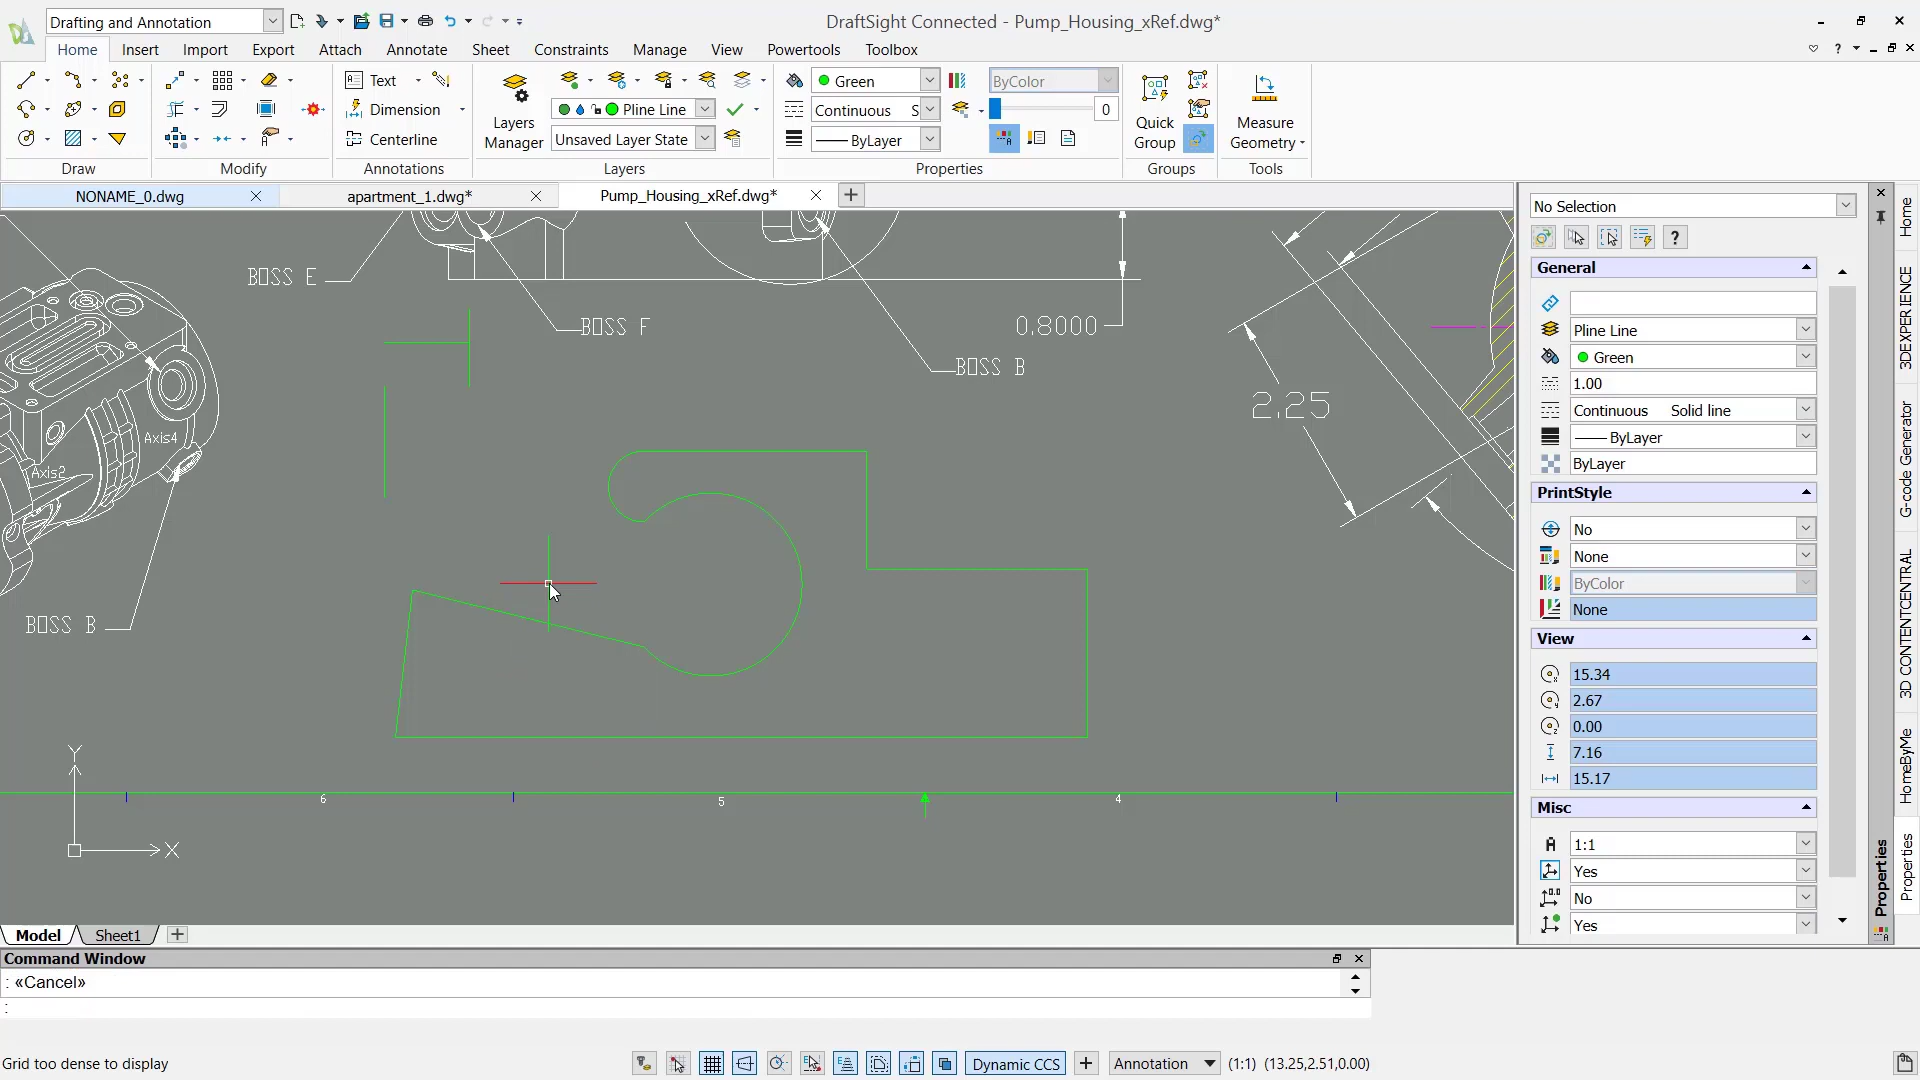 Drafting and Annotation
DraftSight Connected - Pump_Housing_xRef.dwg*
Home Insert Import Export Attach Annotate Sheet Constraints Manage View Powertools Toolbox
Text
Dimension
Centerline
Layers
Manager
Pline Line
Unsaved Layer State
Green
ByColor
Continuous S
0
ByLayer
Quick
Group
Measure
Geometry
Draw Modify Annotations Layers Properties Groups Tools
NONAME_0.dwg
apartment_1.dwg*
Pump_Housing_xRef.dwg*
BOSS E
BOSS F
0.8000
BOSS B
2.25
Axis4
Axis2
BOSS B
6
5
4
Y
X
No Selection
?
General
Pline Line
Green
1.00
Continuous Solid line
ByLayer
ByLayer
PrintStyle
No
None
ByColor
None
View
15.34
2.67
0.00
7.16
15.17
Misc
1:1
Yes
No
Yes
Properties
Home
3DEXPERIENCE
G-code Generator
3D CONTENTCENTRAL
HomeByMe
Properties
Model
Sheet1
Command Window
: «Cancel»
:
Grid too dense to display
Dynamic CCS
Annotation
(1:1)
(13.25,2.51,0.00)